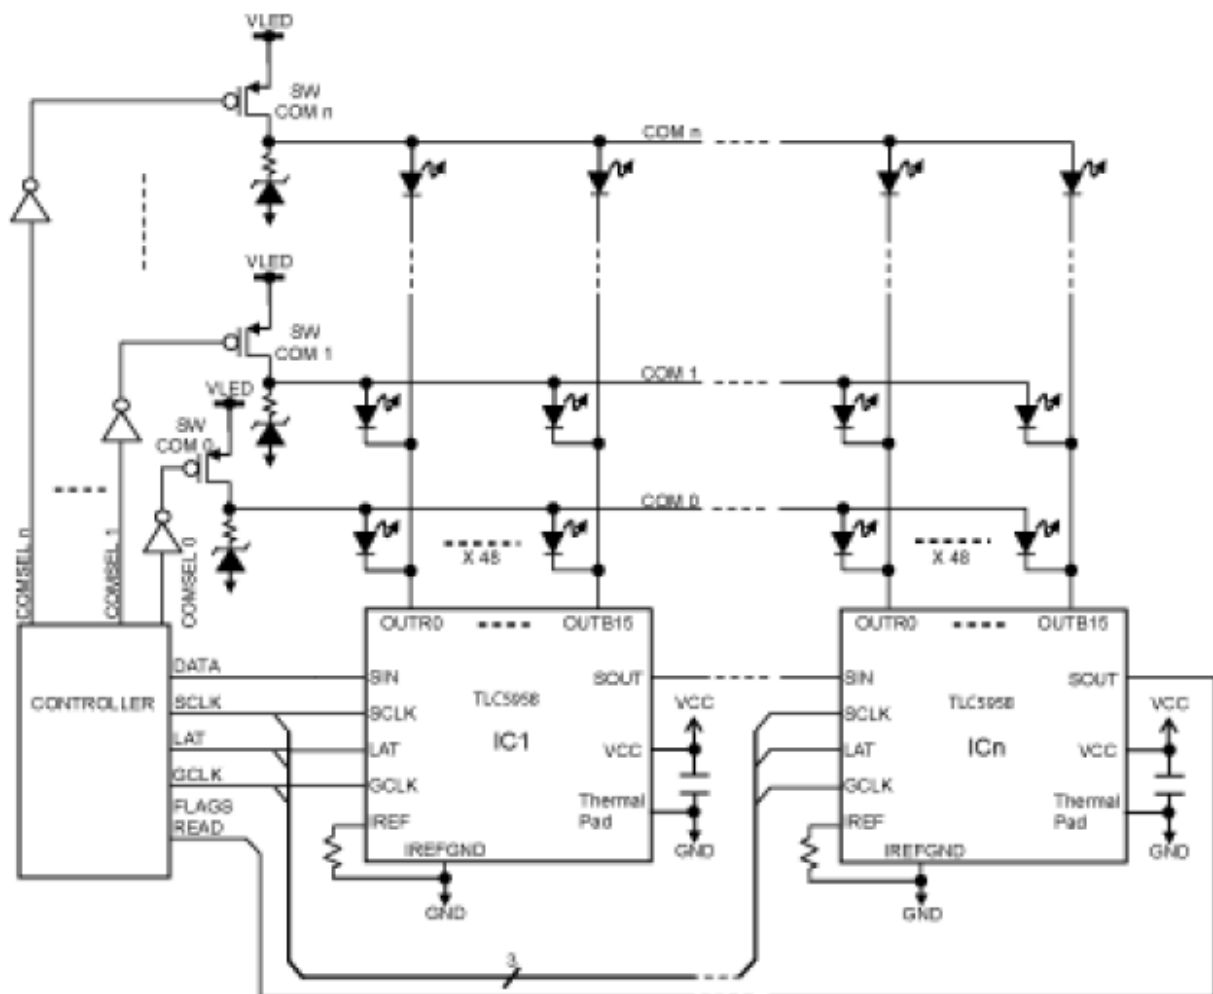 VLED
SW
COM n
COM n
VLED
SW
COM 1
COM 1
VLED
SW
COM 0
COM 0
X 48
X 48
COMSEL n
COMSEL 1
COMSEL 0
CONTROLLER
DATA
SCLK
LAT
GCLK
FLAGS
READ
OUTR0
OUTB15
SIN
SOUT
TLC5958
SCLK
IC1
LAT
VCC
GCLK
Thermal
Pad
IREF
IREFGND
GND
VCC
GND
OUTR0
OUTB15
SIN
SOUT
TLC5958
SCLK
ICn
LAT
VCC
GCLK
Thermal
Pad
IREF
IREFGND
GND
VCC
GND
3